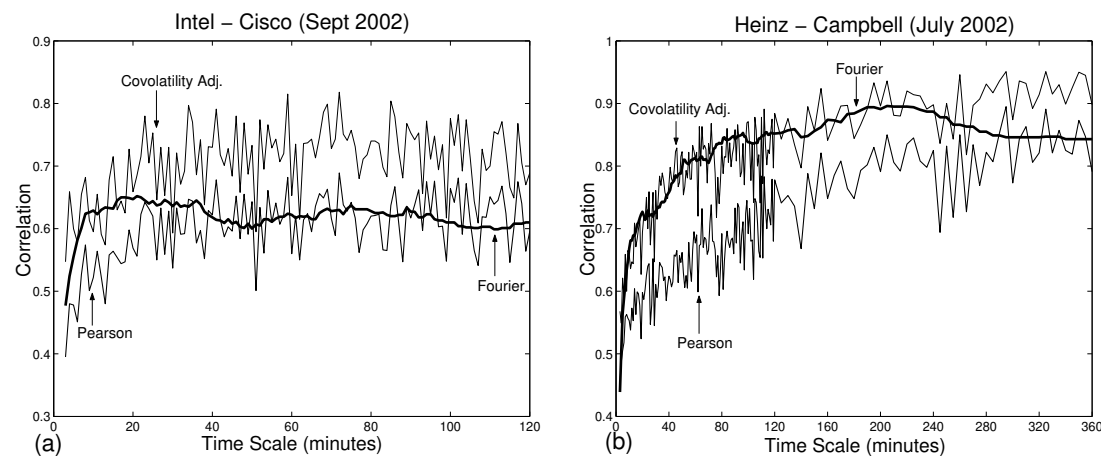 Intel – Cisco (Sept 2002)
0.9
0.8
0.7
0.6
0.5
0.4
0.3
Correlation
Covolatility Adj.
Pearson
Fourier
0 20 40 60 80 100 120
Time Scale (minutes)
(a)
Heinz – Campbell (July 2002)
1
0.9
0.8
0.7
0.6
0.5
0.4
Correlation
Fourier
Covolatility Adj.
Pearson
0 40 80 120 160 200 240 280 320 360
Time Scale (minutes)
(b)